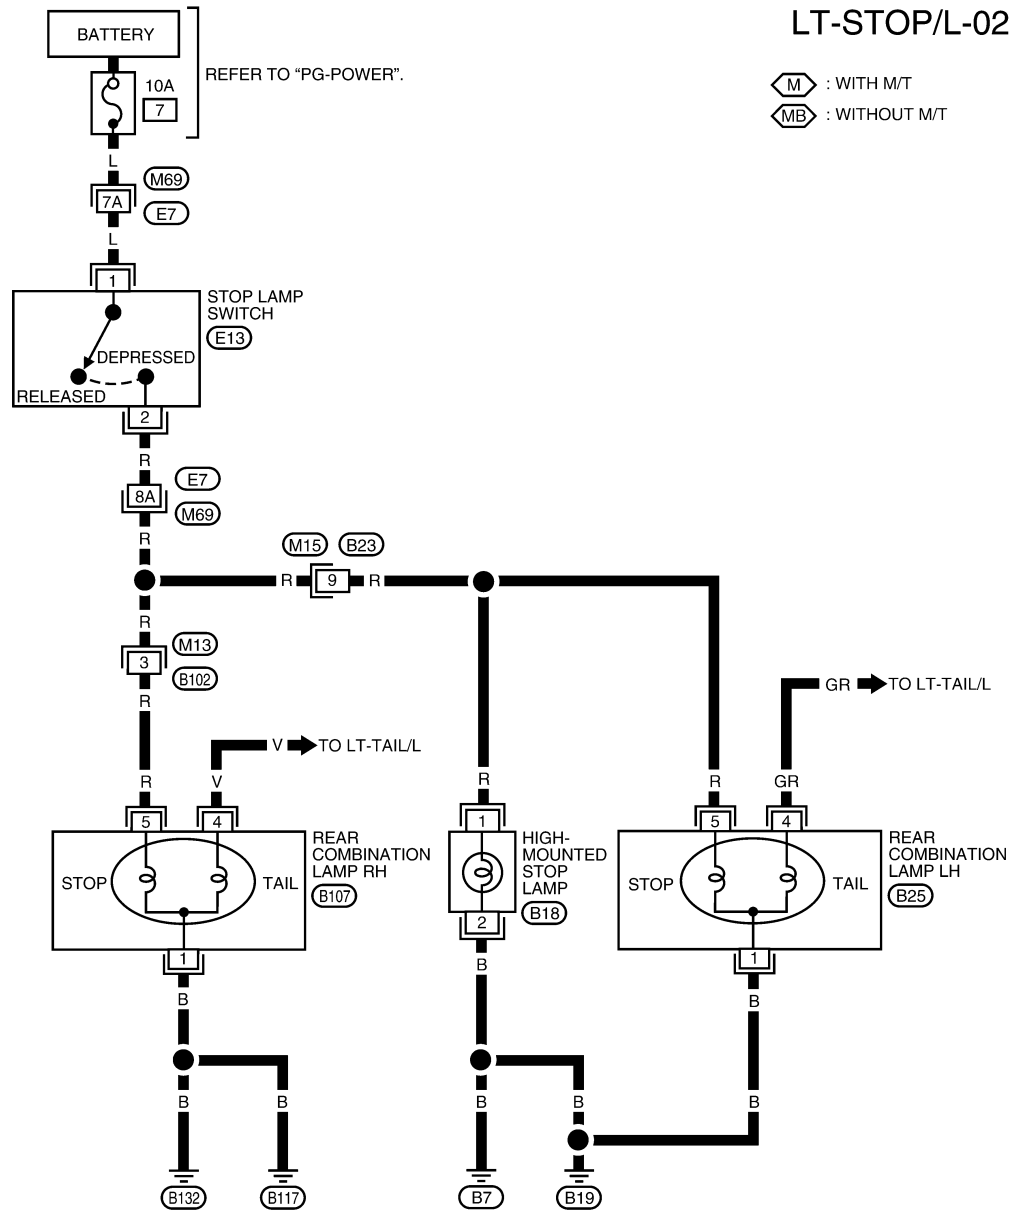 LT-STOP/L-02
BATTERY
REFER TO “PG-POWER”.
10A
7
M : WITH M/T
MB : WITHOUT M/T
L
M69
7A
E7
L
1
STOP LAMP
SWITCH
E13
DEPRESSED
RELEASED
2
R
E7
8A
M69
R
M15 B23
R 9 R
R
M13
3
B102
R
GR TO LT-TAIL/L
V TO LT-TAIL/L
R V R R GR
5 4 1 5 4
REAR
COMBINATION
LAMP RH
B107
STOP TAIL
HIGH-
MOUNTED
STOP
LAMP
B18
REAR
COMBINATION
LAMP LH
B25
STOP TAIL
1 2 1
B B B
B B B B B
B132 B117 B7 B19